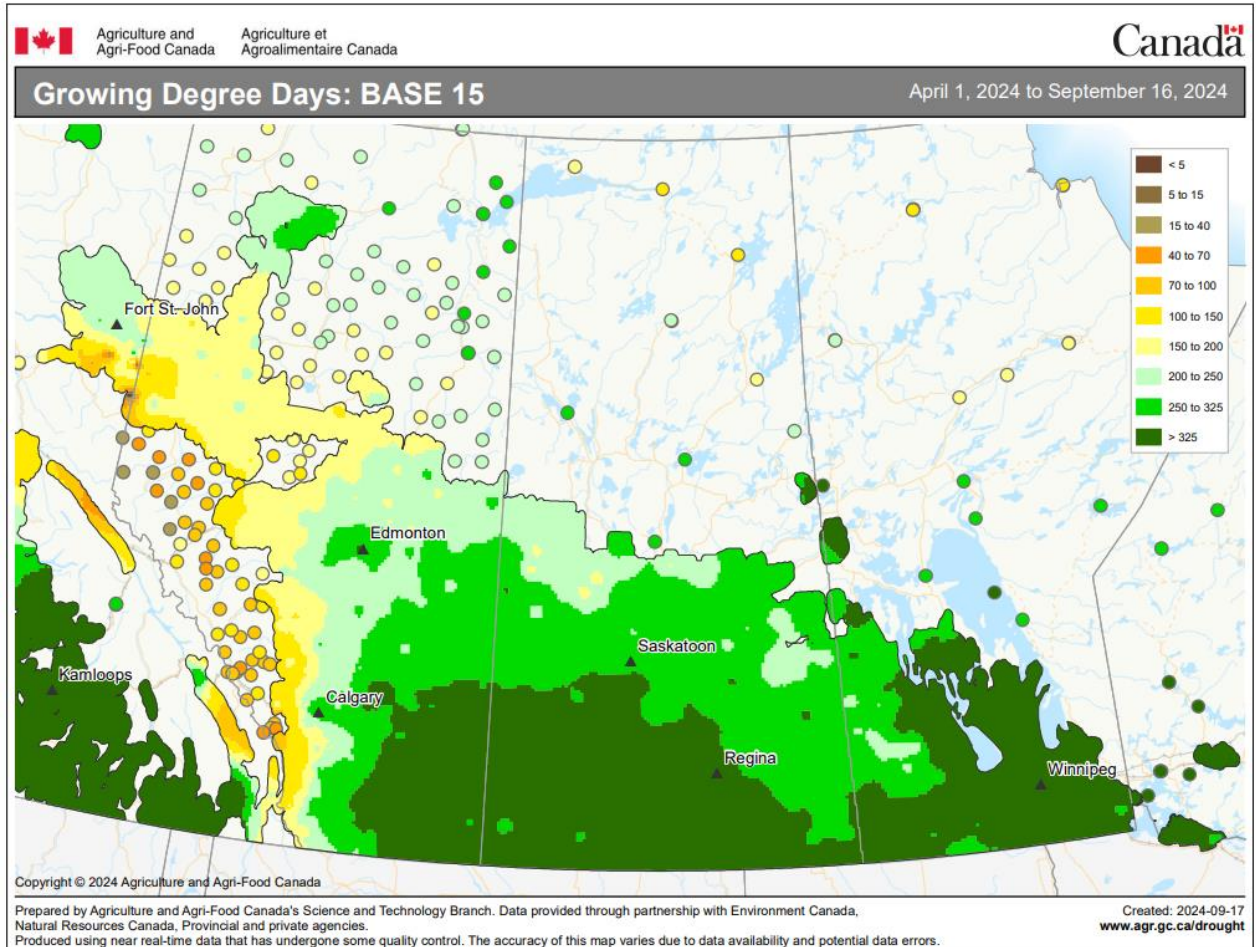 Agriculture and
Agri-Food Canada
Agriculture et
Agroalimentaire Canada
Canada
Growing Degree Days: BASE 15
April 1, 2024 to September 16, 2024
< 5
5 to 15
15 to 40
40 to 70
70 to 100
100 to 150
150 to 200
200 to 250
250 to 325
> 325
Fort St. John
Edmonton
Saskatoon
Kamloops
Calgary
Regina
Winnipeg
Copyright © 2024 Agriculture and Agri-Food Canada
Prepared by Agriculture and Agri-Food Canada's Science and Technology Branch. Data provided through partnership with Environment Canada,
Natural Resources Canada, Provincial and private agencies.
Produced using near real-time data that has undergone some quality control. The accuracy of this map varies due to data availability and potential data errors.
Created: 2024-09-17
www.agr.gc.ca/drought